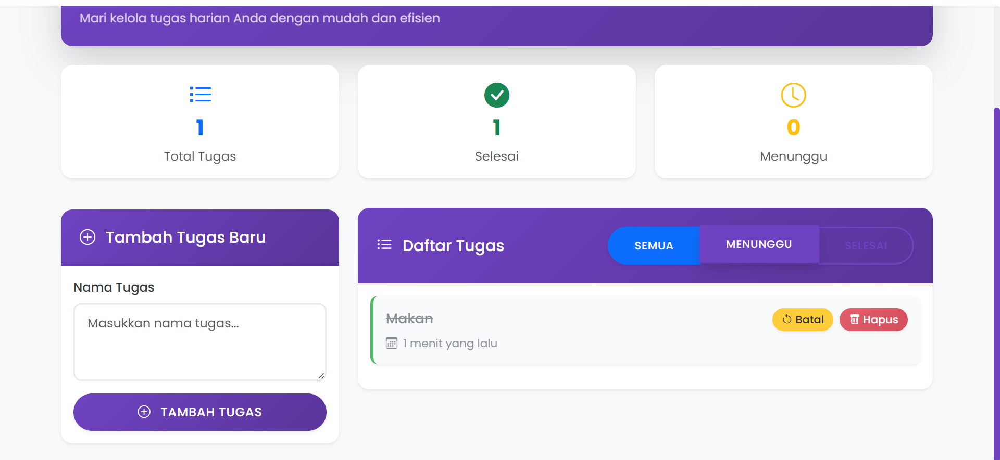 Mari kelola tugas harian Anda dengan mudah dan efisien
1
Total Tugas
1
Selesai
0
Menunggu
Tambah Tugas Baru
Nama Tugas
Masukkan nama tugas...
TAMBAH TUGAS
Daftar Tugas
SEMUA
MENUNGGU
SELESAI
Makan
1 menit yang lalu
Batal
Hapus